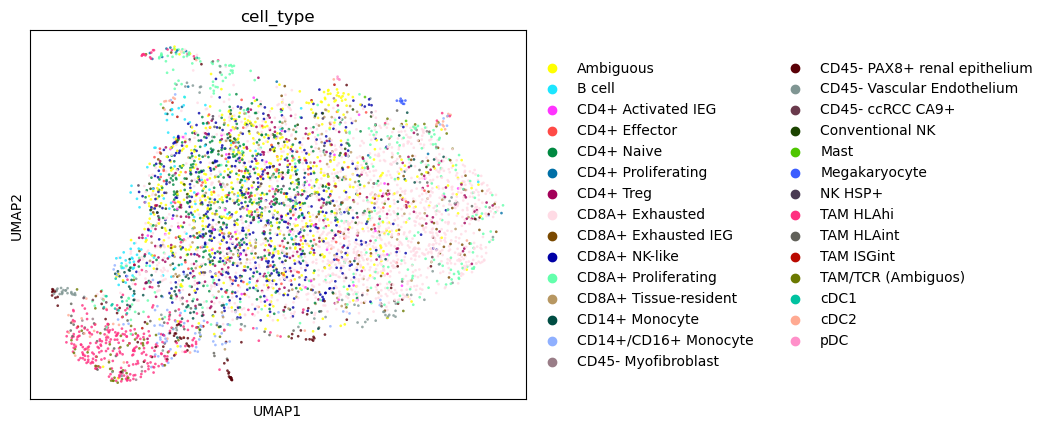 cell_type
UMAP2
UMAP1
Ambiguous
B cell
CD4+ Activated IEG
CD4+ Effector
CD4+ Naive
CD4+ Proliferating
CD4+ Treg
CD8A+ Exhausted
CD8A+ Exhausted IEG
CD8A+ NK-like
CD8A+ Proliferating
CD8A+ Tissue-resident
CD14+ Monocyte
CD14+/CD16+ Monocyte
CD45- Myofibroblast
CD45- PAX8+ renal epithelium
CD45- Vascular Endothelium
CD45- ccRCC CA9+
Conventional NK
Mast
Megakaryocyte
NK HSP+
TAM HLAhi
TAM HLAint
TAM ISGint
TAM/TCR (Ambiguos)
cDC1
cDC2
pDC